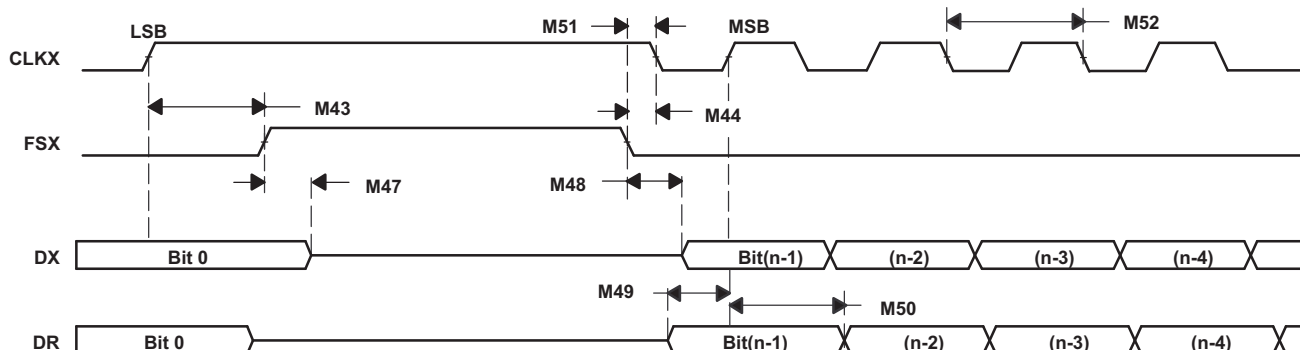 LSB M51 MSB M52
CLKX
M43 M44
FSX
M47 M48
DX Bit 0 Bit(n-1) (n-2) (n-3) (n-4)
M49 M50
DR Bit 0 Bit(n-1) (n-2) (n-3) (n-4)